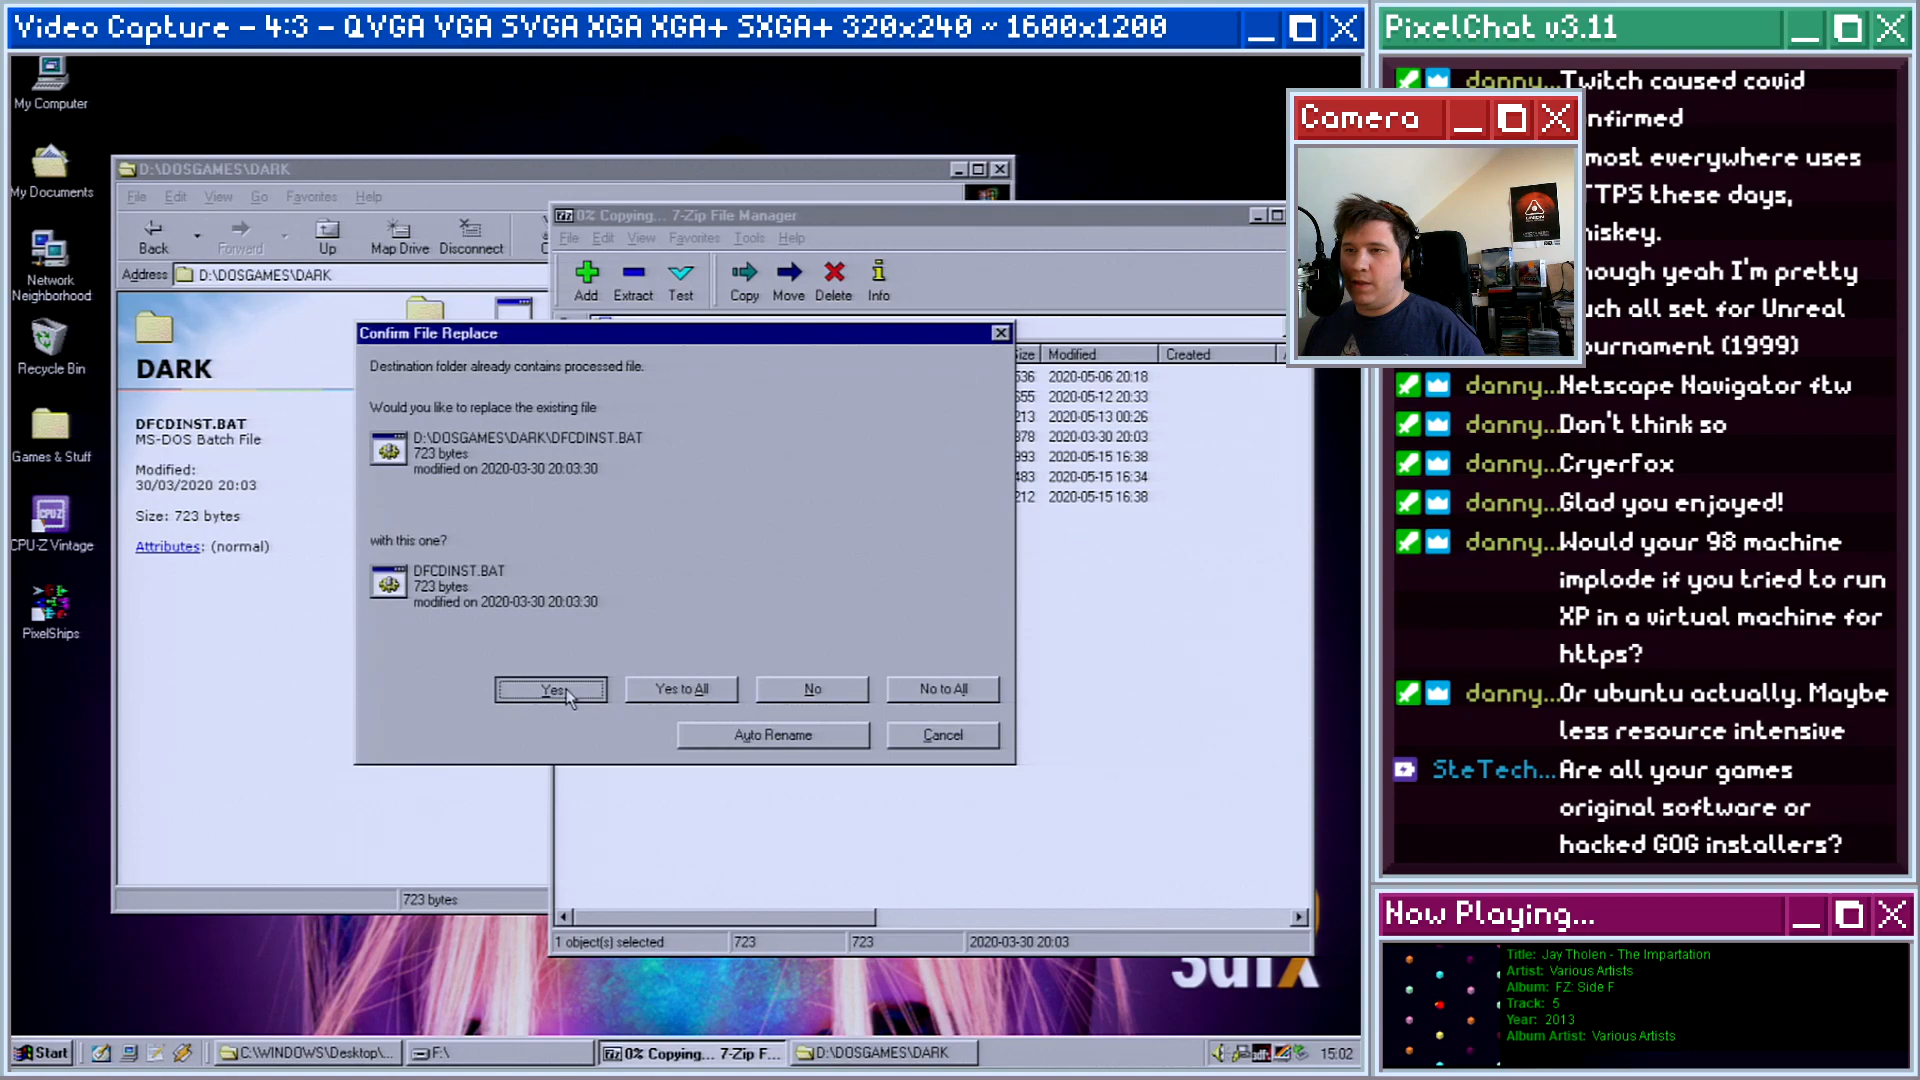 Video Capture - 4:3 - QVGA VGA SVGA XGA XGA+ SXGA+ 320x240 ~ 1600x1200
My Computer
My Documents
Network
Neighborhood
Recycle Bin
Games & Stuff
CPU-Z Vintage
PixelShips
D:\DOSGAMES\DARK
File Edit View Go Favorites Help
Back Forward Up Map Drive Disconnect
Address D:\DOSGAMES\DARK
DARK
DFCDINST.BAT
MS-DOS Batch File
Modified:
30/03/2020 20:03
Size: 723 bytes
Attributes: (normal)
723 bytes
0% Copying... 7-Zip File Manager
File Edit View Favorites Tools Help
Add Extract Test Copy Move Delete Info
Size Modified Created
636 2020-05-06 20:18
655 2020-05-12 20:33
213 2020-05-13 00:26
878 2020-03-30 20:03
993 2020-05-15 16:38
483 2020-05-15 16:34
212 2020-05-15 16:38
1 object(s) selected 723 723 2020-03-30 20:03
Confirm File Replace
Destination folder already contains processed file.
Would you like to replace the existing file
D:\DOSGAMES\DARK\DFCDINST.BAT
723 bytes
modified on 2020-03-30 20:03:30
with this one?
DFCDINST.BAT
723 bytes
modified on 2020-03-30 20:03:30
Yes Yes to All No No to All
Auto Rename Cancel
3dfx
Start C:\WINDOWS\Desktop\... F:\ 0% Copying... 7-Zip F... D:\DOSGAMES\DARK 15:02
Camera
PixelChat v3.11
danny...Twitch caused covid
nfirmed
most everywhere uses
TTPS these days,
hiskey.
hough yeah I'm pretty
uch all set for Unreal
ournament (1999)
danny...Netscape Navigator ftw
danny...Don't think so
danny...CryerFox
danny...Glad you enjoyed!
danny...Would your 98 machine
implode if you tried to run
XP in a virtual machine for
https?
danny...Or ubuntu actually. Maybe
less resource intensive
SteTech...Are all your games
original software or
hacked GOG installers?
Now Playing...
Title: Jay Tholen - The Impartation
Artist: Various Artists
Album: FZ: Side F
Track: 5
Year: 2013
Album Artist: Various Artists